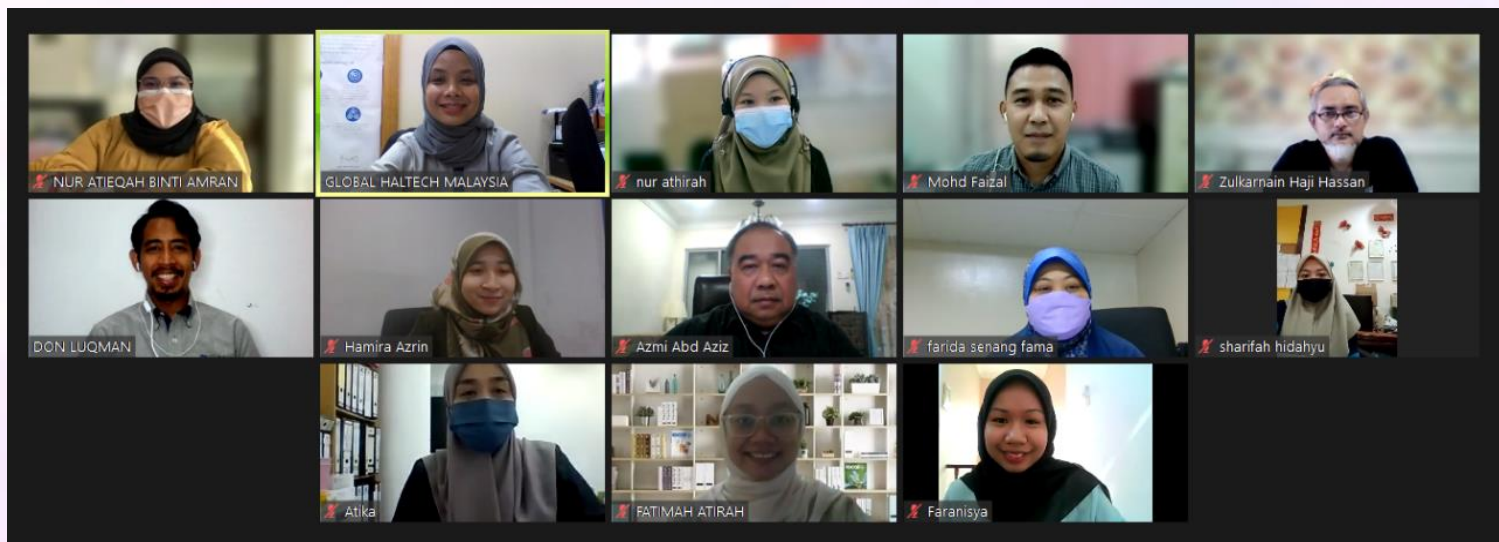 NUR ATIEQAH BINTI AMRAN
GLOBAL HALTECH MALAYSIA
nur athirah
Mohd Faizal
Zulkarnain Haji Hassan
DON LUQMAN
Hamira Azrin
Azmi Abd Aziz
farida senang fama
sharifah hidahyu
Atika
FATIMAH ATIRAH
Faranisya